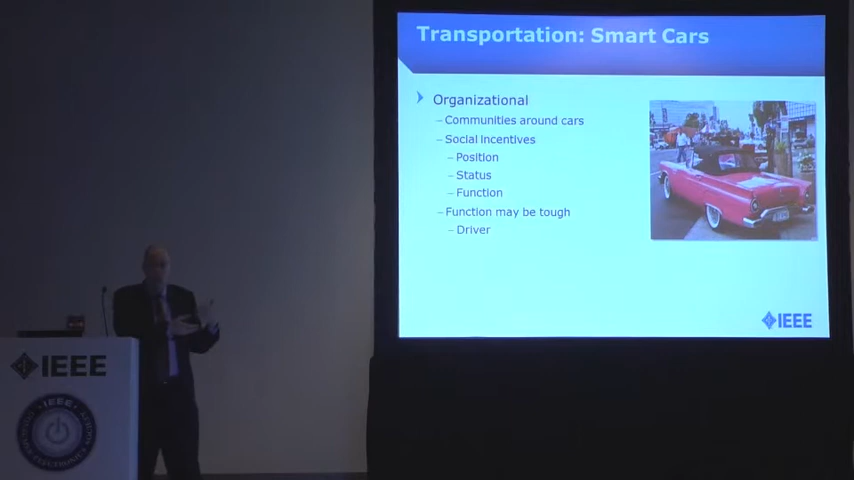 Transportation: Smart Cars
Organizational
– Communities around cars
– Social incentives
– Position
– Status
– Function
– Function may be tough
– Driver
IEEE
IEEE
IEEE